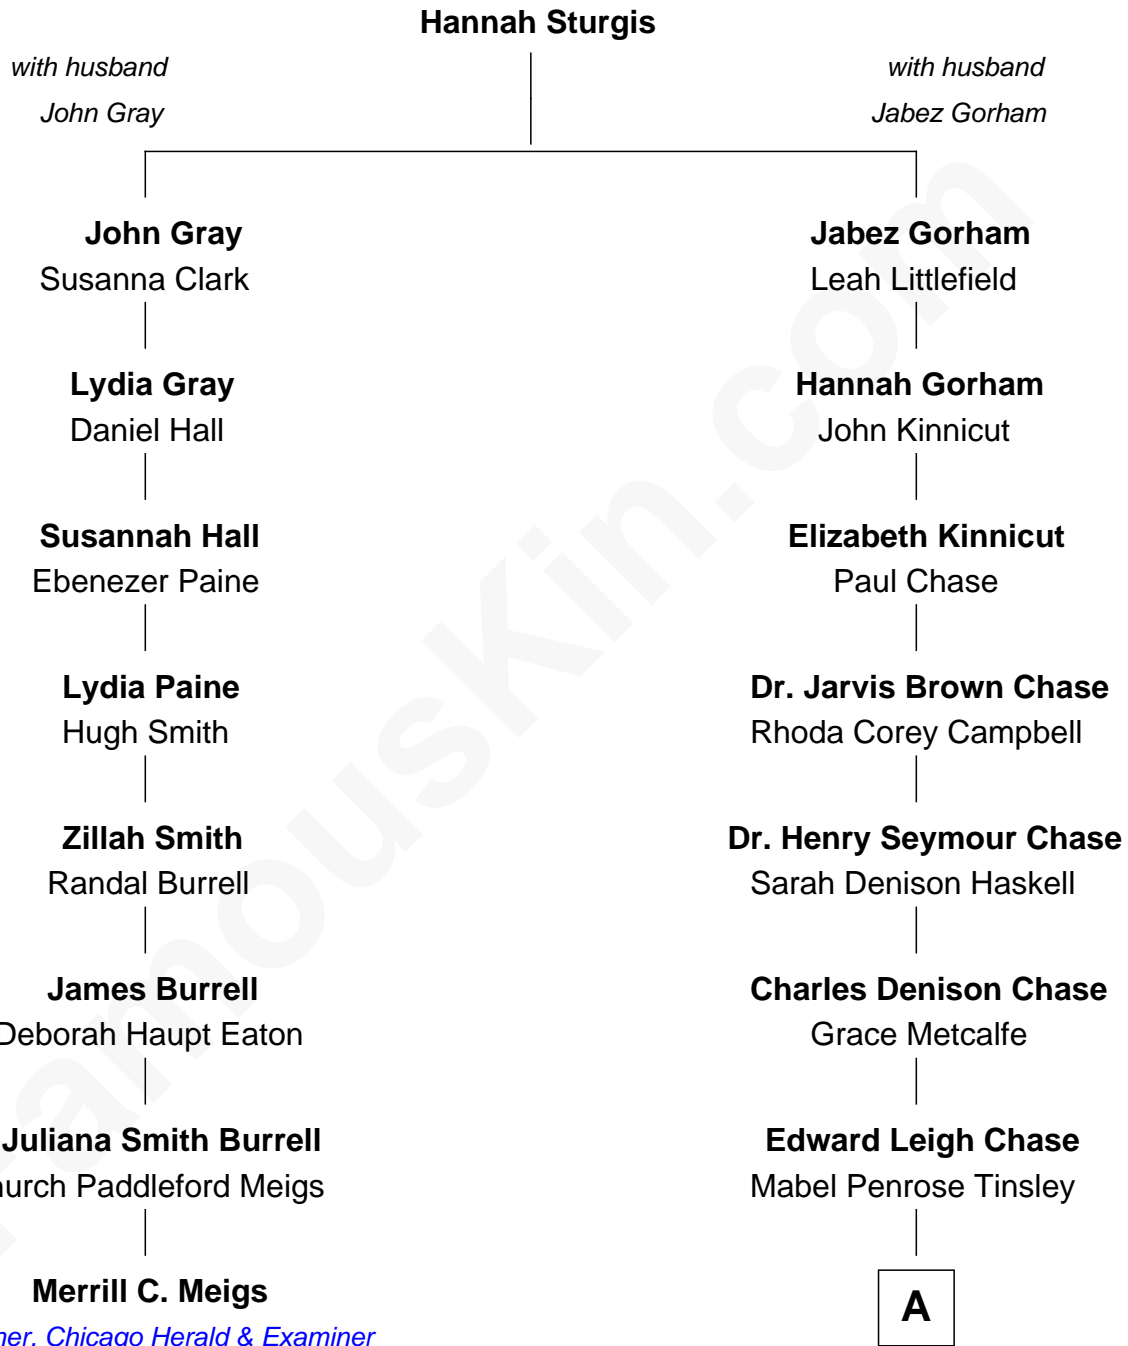 Hannah Sturgis
with husband
John Gray
with husband
Jabez Gorham
John Gray
Susanna Clark
Jabez Gorham
Leah Littlefield
Lydia Gray
Daniel Hall
Hannah Gorham
John Kinnicut
Susannah Hall
Ebenezer Paine
Elizabeth Kinnicut
Paul Chase
Lydia Paine
Hugh Smith
Dr. Jarvis Brown Chase
Rhoda Corey Campbell
Zillah Smith
Randal Burrell
Dr. Henry Seymour Chase
Sarah Denison Haskell
James Burrell
Deborah Haupt Eaton
Charles Denison Chase
Grace Metcalfe
Juliana Smith Burrell
Paddleford Meigs
Edward Leigh Chase
Mabel Penrose Tinsley
Merrill C. Meigs
Chicago Herald & Examiner
A
FamousKin.com